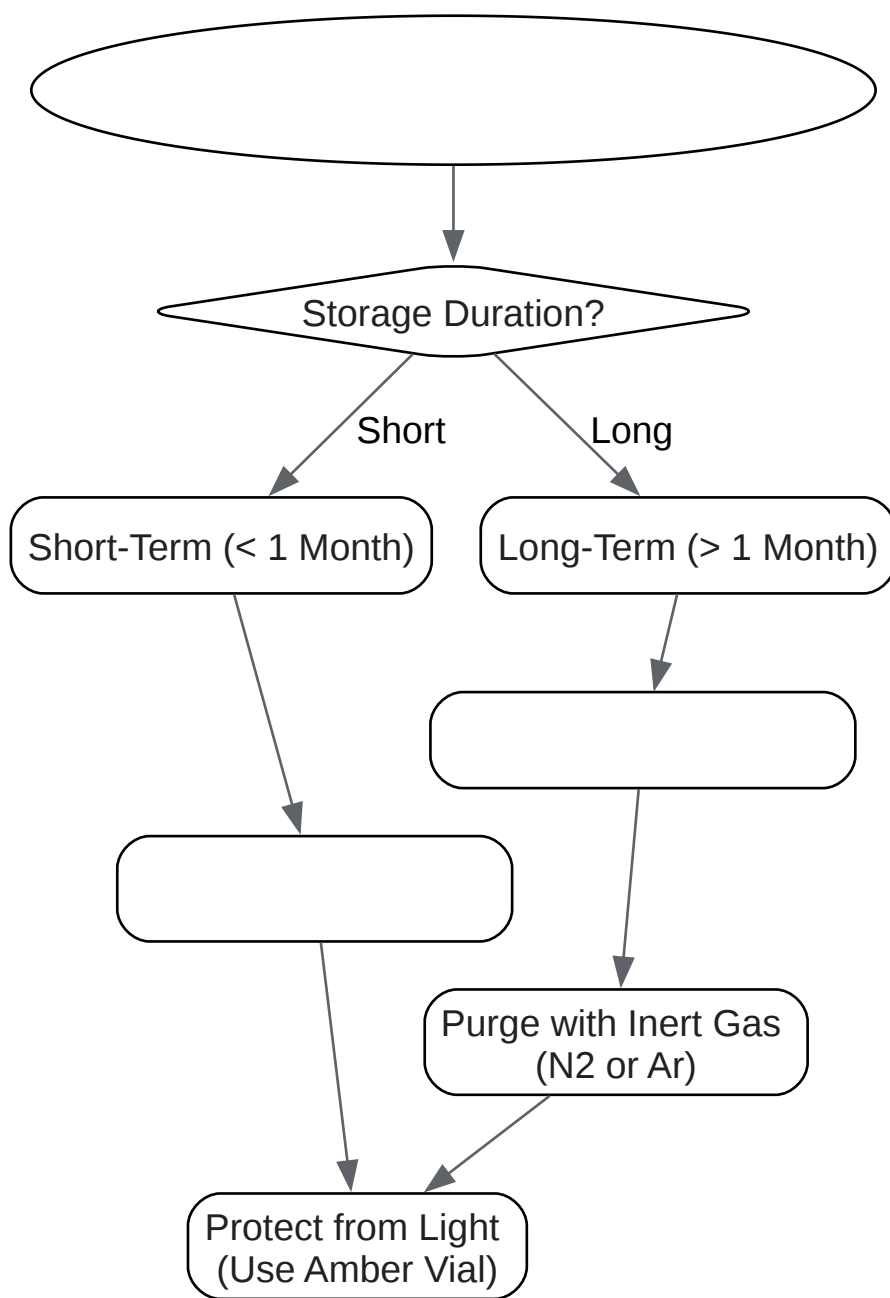 Storage Duration?
Short
Long
Short-Term (< 1 Month)
Long-Term (> 1 Month)
Purge with Inert Gas
(N2 or Ar)
Protect from Light
(Use Amber Vial)